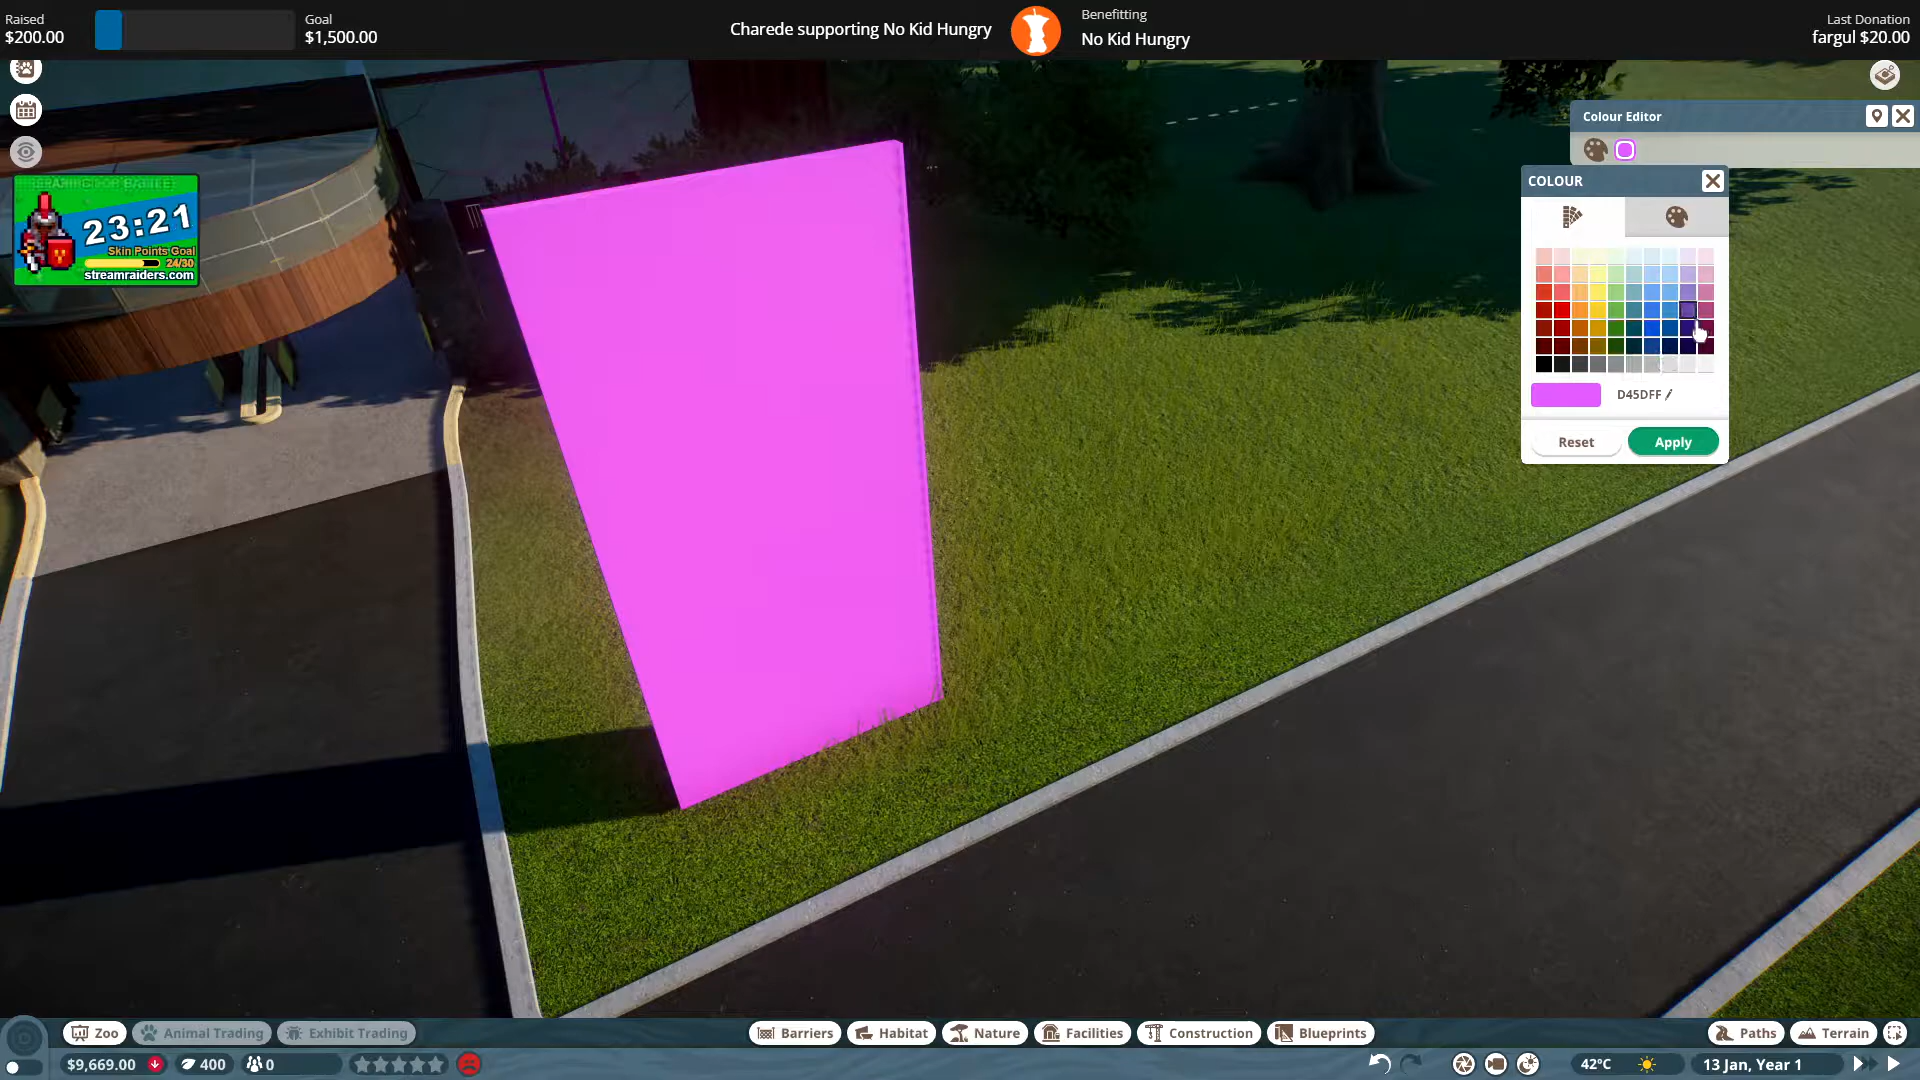 Raised
$200.00
Goal
$1,500.00
Charede supporting No Kid Hungry
Benefitting
No Kid Hungry
Last Donation
fargul $20.00
23:21
Skin Points Goal
24/30
streamraiders.com
Colour Editor
COLOUR
D45DFF
Reset
Apply
Zoo
Animal Trading
Exhibit Trading
Barriers
Habitat
Nature
Facilities
Construction
Blueprints
Paths
Terrain
$9,669.00
400
0
42°C
13 Jan, Year 1